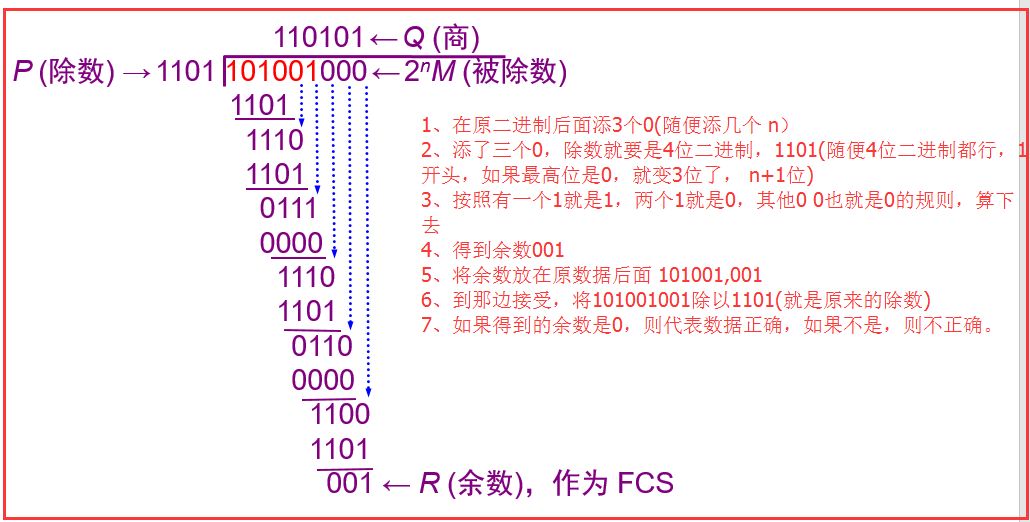 110101 ← Q (商)
P (除数) → 1101 101001000 ← 2ⁿM (被除数)
1101
1110
1101
0111
0000
1110
1101
0110
0000
1100
1101
001 ← R (余数)，作为 FCS
1、在原二进制后面添3个0(随便添几个 n）
2、添了三个0，除数就要是4位二进制，1101(随便4位二进制都行，1
开头，如果最高位是0，就变3位了， n+1位)
3、按照有一个1就是1，两个1就是0，其他0 0也就是0的规则，算下
去
4、得到余数001
5、将余数放在原数据后面 101001,001
6、到那边接受，将101001001除以1101(就是原来的除数)
7、如果得到的余数是0，则代表数据正确，如果不是，则不正确。